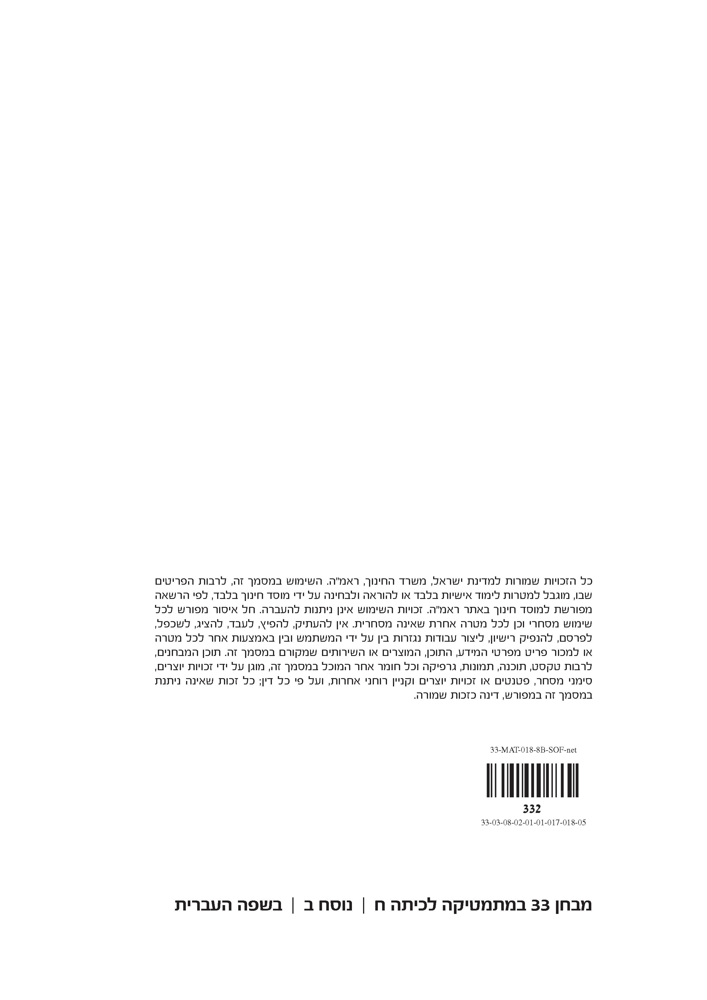 כל הזכויות שמורות למדינת ישראל, משרד החינוך, ראמ"ה. השימוש במסמך זה, לרבות הפריטים
שבו, מוגבל למטרות לימוד אישיות בלבד או להוראה ולבחינה על ידי מוסד חינוך בלבד, לפי הרשאה
מפורשת למוסד חינוך באתר ראמ"ה. זכויות השימוש אינן ניתנות להעברה. חל איסור מפורש לכל
שימוש מסחרי וכן לכל מטרה אחרת שאינה מסחרית. אין להעתיק, להפיץ, לעבד, להציג, לשכפל,
לפרסם, להנפיק רישיון, ליצור עבודות נגזרות בין על ידי המשתמש ובין באמצעות אחר לכל מטרה
או למכור פריט מפרטי המידע, התוכן, המוצרים או השירותים שמקורם במסמך זה. תוכן המבחנים,
לרבות טקסט, תוכנה, תמונות, גרפיקה וכל חומר אחר המוכל במסמך זה, מוגן על ידי זכויות יוצרים,
סימני מסחר, פטנטים או זכויות יוצרים וקניין רוחני אחרות, ועל פי כל דין; כל זכות שאינה ניתנת
במסמך זה במפורש, דינה כזכות שמורה.
33-MAT-018-8B-SOF-net
332
33-03-08-02-01-01-017-018-05
מבחן 33 במתמטיקה לכיתה ח | נוסח ב | בשפה העברית